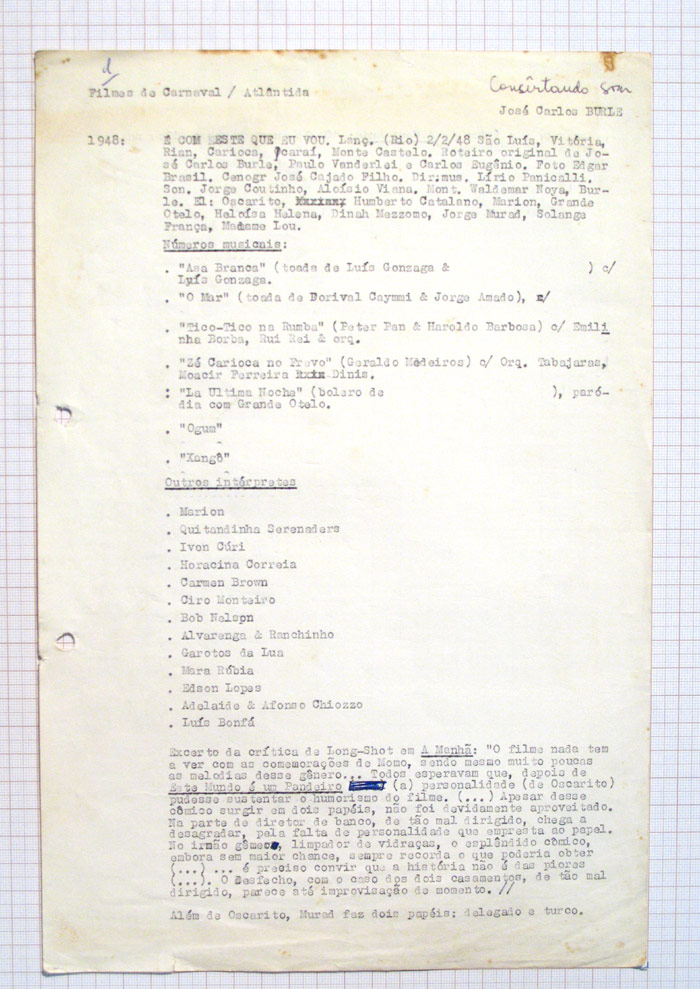 Filmes de Carnaval / Atlântida
Consertando som
José Carlos BURLE
1948: É COM ESTE QUE EU VOU. Lanç. (Rio) 2/2/48 São Luís, Vitória,
Rian, Carioca, Icaraí, Monte Castelo. Roteiro original de Jo-
sé Carlos Burle, Paulo Vanderlei e Carlos Eugênio. Foto Edgar
Brasil. Cenogr José Cajado Filho. Dir.mus. Lírio Panicalli.
Son. Jorge Coutinho, Aloísio Viana. Mont. Waldemar Noya, Bur-
le. El: Oscarito, Humberto Catalano, Marion, Grande
Otelo, Heloísa Helena, Dinah Mezzomo, Jorge Murad, Solange
França, Madame Lou.
Números musicais:
. "Asa Branca" (toada de Luís Gonzaga & ) c/
Luís Gonzaga.
. "O Mar" (toada de Dorival Caymmi & Jorge Amado), c/
. "Tico-Tico na Rumba" (Peter Pan & Haroldo Barbosa) c/ Emili
nha Borba, Rui Rei & orq.
. "Zé Carioca no Frevo" (Geraldo Medeiros) c/ Orq. Tabajaras,
Moacir Ferreira Dinis.
: "La Ultima Noche" (bolero de ), paró-
dia com Grande Otelo.
. "Ogum"
. "Xangô"
Outros intérpretes
. Marion
. Quitandinha Serenaders
. Ivon Cúri
. Horacina Correia
. Carmen Brown
. Ciro Monteiro
. Bob Nelson
. Alvarenga & Ranchinho
. Garotos da Lua
. Mara Rúbia
. Edson Lopes
. Adelaide & Afonso Chiozzo
. Luís Bonfá
Excerto da crítica de Long-Shot em A Manhã: "O filme nada tem
a ver com as comemorações de Momo, sendo mesmo muito poucas
as melodias desse gênero... Todos esperavam que, depois de
Este Mundo é um Pandeiro (a) personalidade (de Oscarito)
pudesse sustentar o humorismo do filme. (...) Apesar desse
cômico surgir em dois papéis, não foi devidamente aproveitado.
Na parte de diretor de banco, de tão mal dirigido, chega a
desagradar, pela falta de personalidade que empresta ao papel.
No irmão gêmeo, limpador de vidraças, o esplêndido cômico,
embora sem maior chance, sempre recorda o que poderia obter
(...) ... é preciso convir que a história não é das piores
(...). O desfecho, com o caso dos dois casamentos, de tão mal
dirigido, parece até improvisação de momento. //
Além de Oscarito, Murad faz dois papéis: delegado e turco.